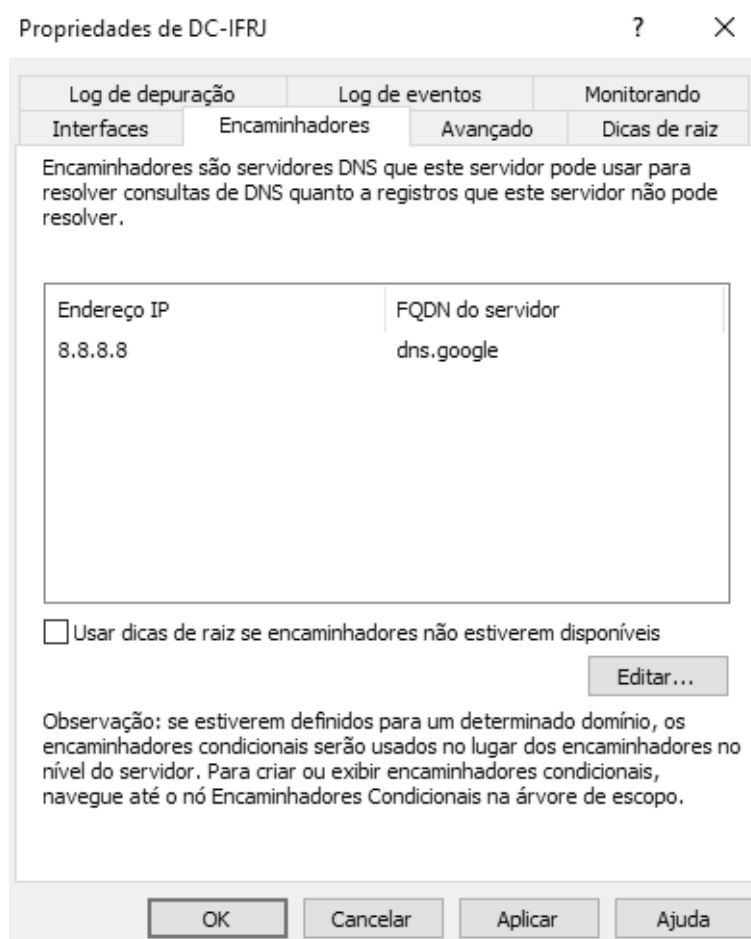 Propriedades de DC-IFRJ
?
Log de depuração
Log de eventos
Monitorando
Interfaces
Encaminhadores
Avançado
Dicas de raiz
Encaminhadores são servidores DNS que este servidor pode usar para
resolver consultas de DNS quanto a registros que este servidor não pode
resolver.
Endereço IP
FQDN do servidor
8.8.8.8
dns.google
Usar dicas de raiz se encaminhadores não estiverem disponíveis
Editar...
Observação: se estiverem definidos para um determinado domínio, os
encaminhadores condicionais serão usados no lugar dos encaminhadores no
nível do servidor. Para criar ou exibir encaminhadores condicionais,
navegue até o nó Encaminhadores Condicionais na árvore de escopo.
OK
Cancelar
Aplicar
Ajuda